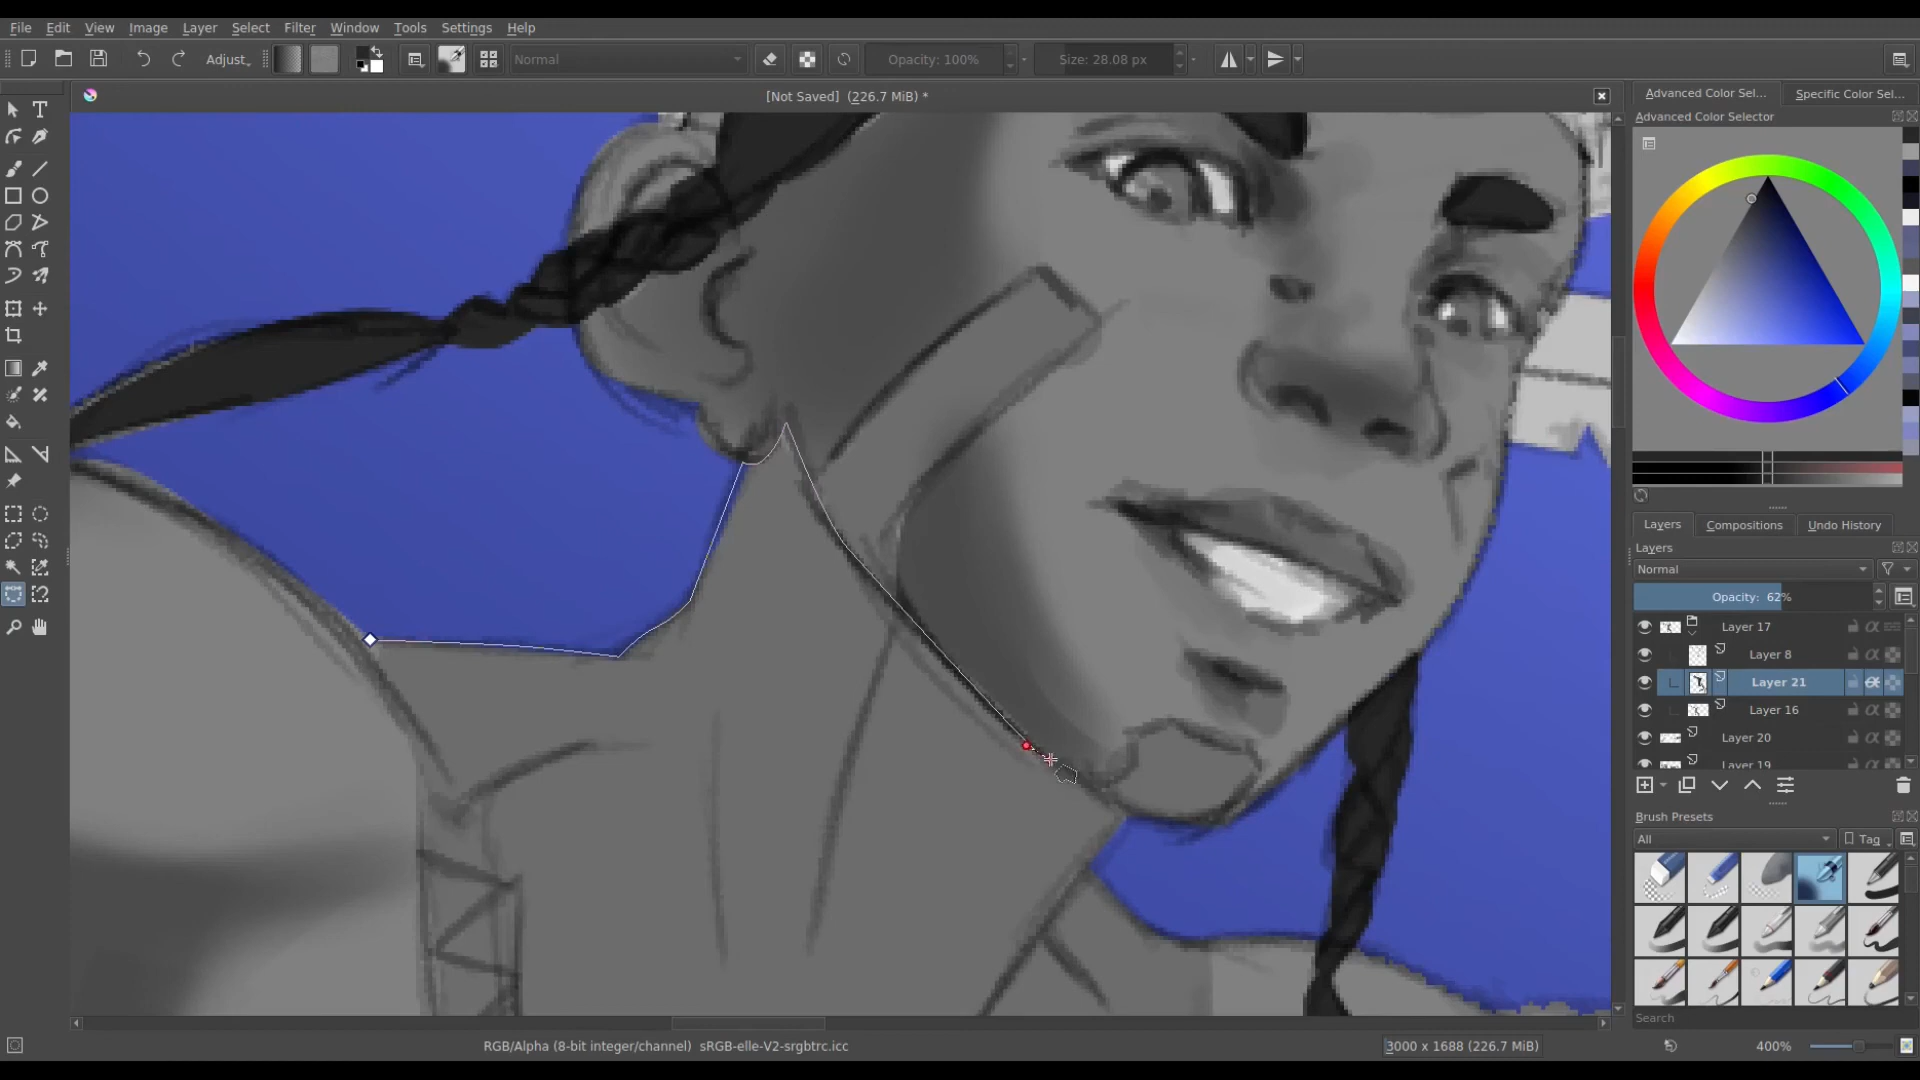 File Edit View Image Layer Select Filter Window Tools Settings Help
Adjust Normal Opacity: 100% Size: 28.08 px
[Not Saved] (226.7 MiB) *
Advanced Color Sel... Specific Color Sel...
Advanced Color Selector
Layers Compositions Undo History
Layers
Normal
Opacity: 62%
Layer 17
Layer 8
Layer 21
Layer 16
Layer 20
Layer 19
Brush Presets
All Tag
Search
RGB/Alpha (8-bit integer/channel) sRGB-elle-V2-srgbtrc.icc 3000 x 1688 (226.7 MiB) 400%